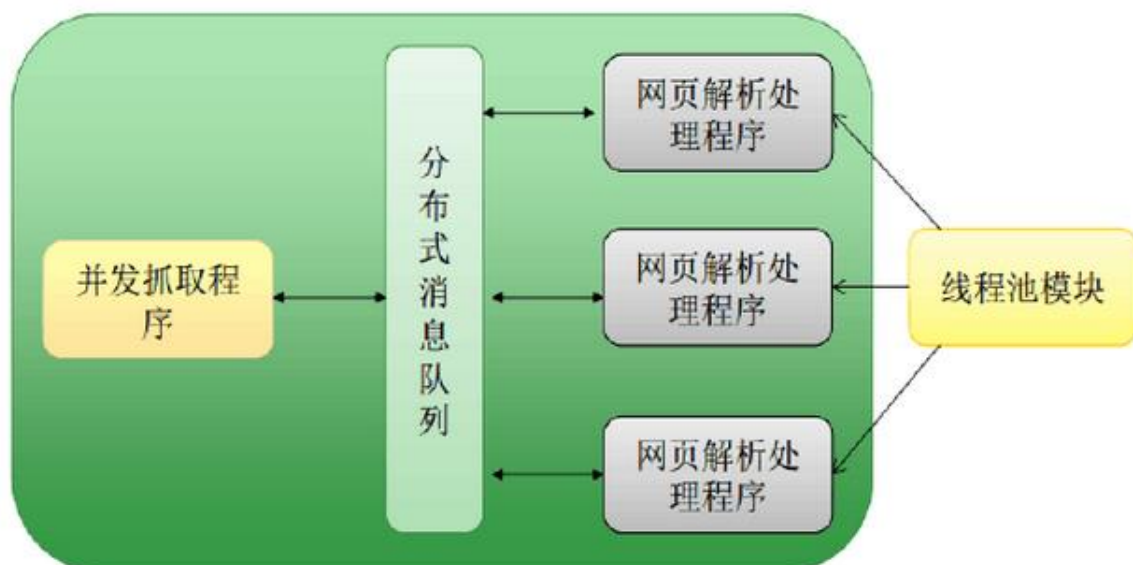 并发抓取程
序
分布式消息队列
网页解析处
理程序
网页解析处
理程序
网页解析处
理程序
线程池模块